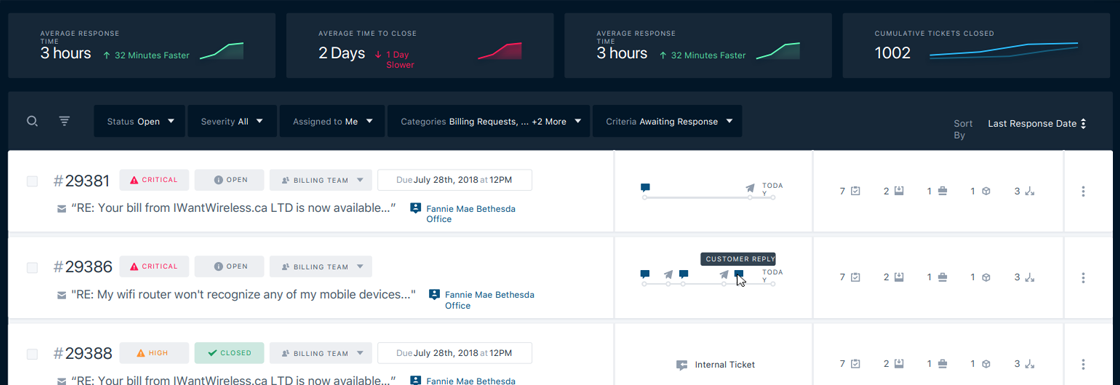 AVERAGE RESPONSE
TIME
3 hours
32 Minutes Faster
AVERAGE TIME TO CLOSE
2 Days
1 Day
Slower
AVERAGE RESPONSE
TIME
3 hours
32 Minutes Faster
CUMULATIVE TICKETS CLOSED
1002
Status Open
Severity All
Assigned to Me
Categories Billing Requests, ... +2 More
Criteria Awaiting Response
Sort
By
Last Response Date
#29381
CRITICAL
OPEN
BILLING TEAM
Due July 28th, 2018 at 12PM
TODA
Y
7
2
1
1
3
“RE: Your bill from IWantWireless.ca LTD is now available...”
Fannie Mae Bethesda
Office
#29386
CRITICAL
OPEN
BILLING TEAM
CUSTOMER REPLY
TODA
Y
7
2
1
1
3
"RE: My wifi router won't recognize any of my mobile devices..."
Fannie Mae Bethesda
Office
#29388
HIGH
CLOSED
BILLING TEAM
Due July 28th, 2018 at 12PM
Internal Ticket
7
2
1
1
3
“RE: Your bill from IWantWireless.ca LTD is now available...”
Fannie Mae Bethesda